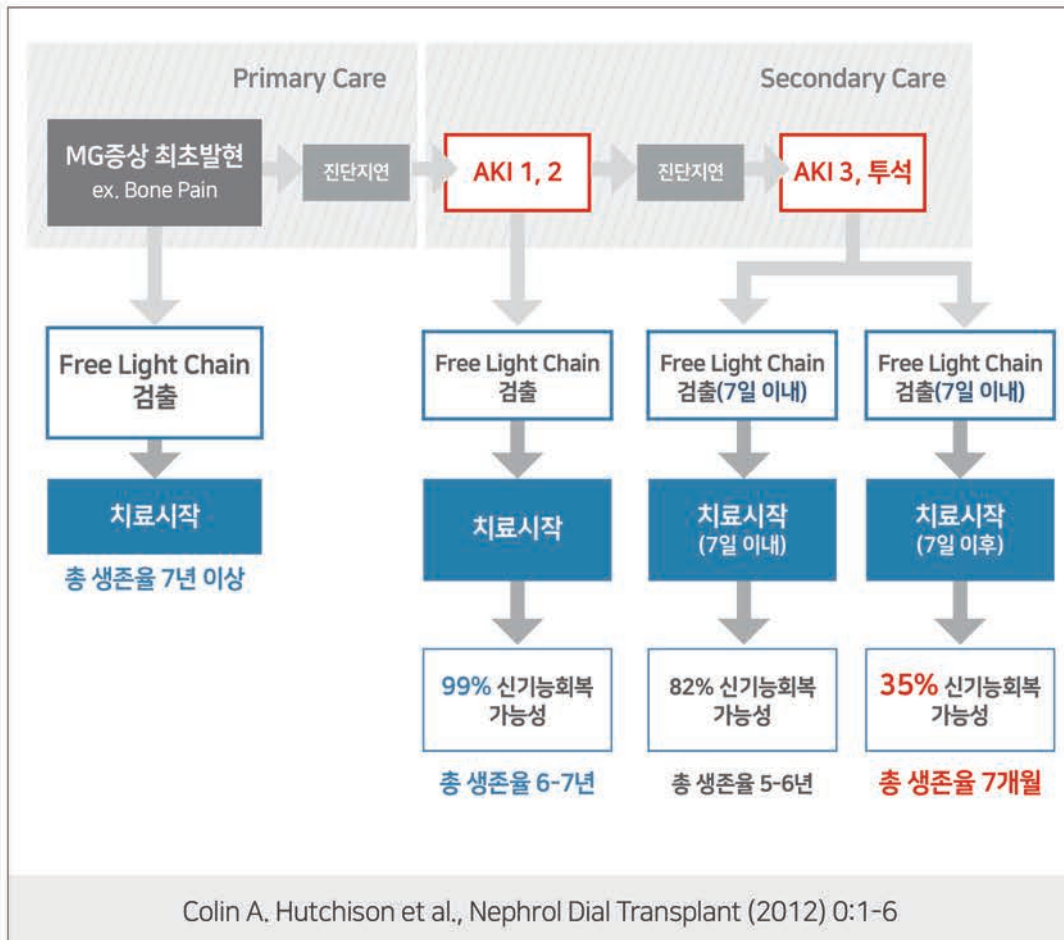 Primary Care
Secondary Care
MG증상 최초발현
ex. Bone Pain
진단지연
AKI 1, 2
진단지연
AKI 3, 투석
Free Light Chain
검출
치료시작
총 생존율 7년 이상
Free Light Chain
검출
치료시작
99% 신기능회복
가능성
총 생존율 6-7년
Free Light Chain
검출(7일 이내)
치료시작
(7일 이내)
82% 신기능회복
가능성
총 생존율 5-6년
Free Light Chain
검출(7일 이내)
치료시작
(7일 이후)
35% 신기능회복
가능성
총 생존율 7개월
Colin A. Hutchison et al., Nephrol Dial Transplant (2012) 0:1-6